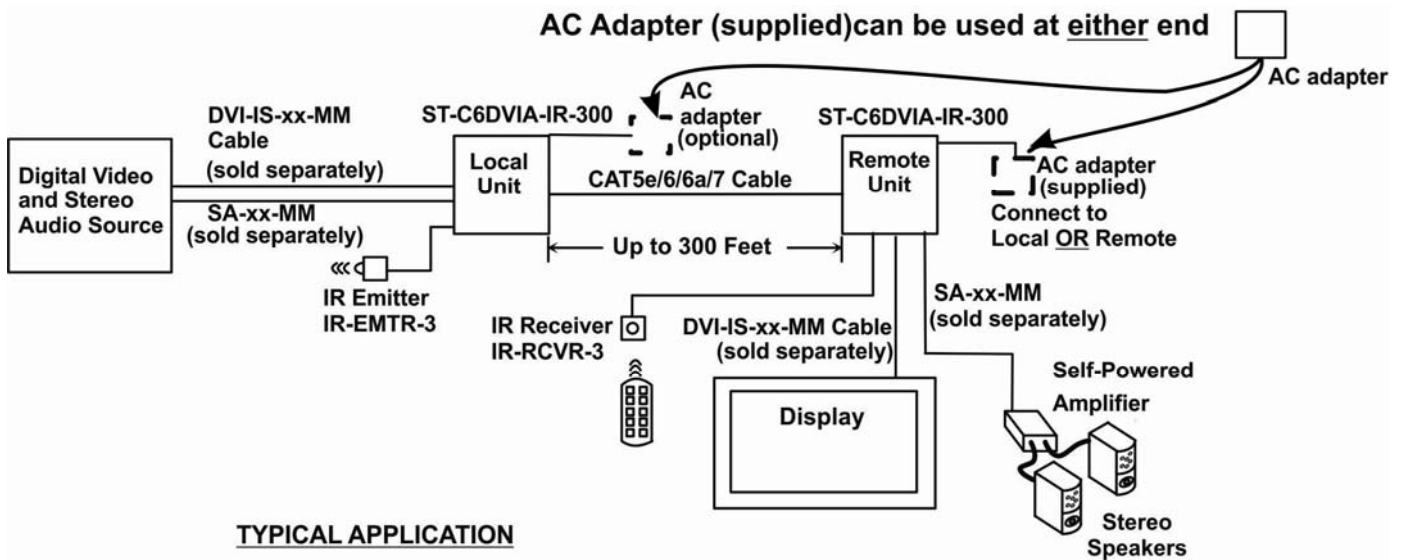 AC Adapter (supplied)can be used at either end
AC adapter
DVI-IS-xx-MM
Cable
(sold separately)
ST-C6DVIA-IR-300
AC
adapter
(optional)
ST-C6DVIA-IR-300
Digital Video
and Stereo
Audio Source
Local
Unit
CAT5e/6/6a/7 Cable
Remote
Unit
AC adapter
(supplied)
Connect to
Local OR Remote
SA-xx-MM
(sold separately)
Up to 300 Feet
IR Emitter
IR-EMTR-3
IR Receiver
IR-RCVR-3
DVI-IS-xx-MM Cable
(sold separately)
SA-xx-MM
(sold separately)
Display
Self-Powered
Amplifier
Stereo
Speakers
TYPICAL APPLICATION